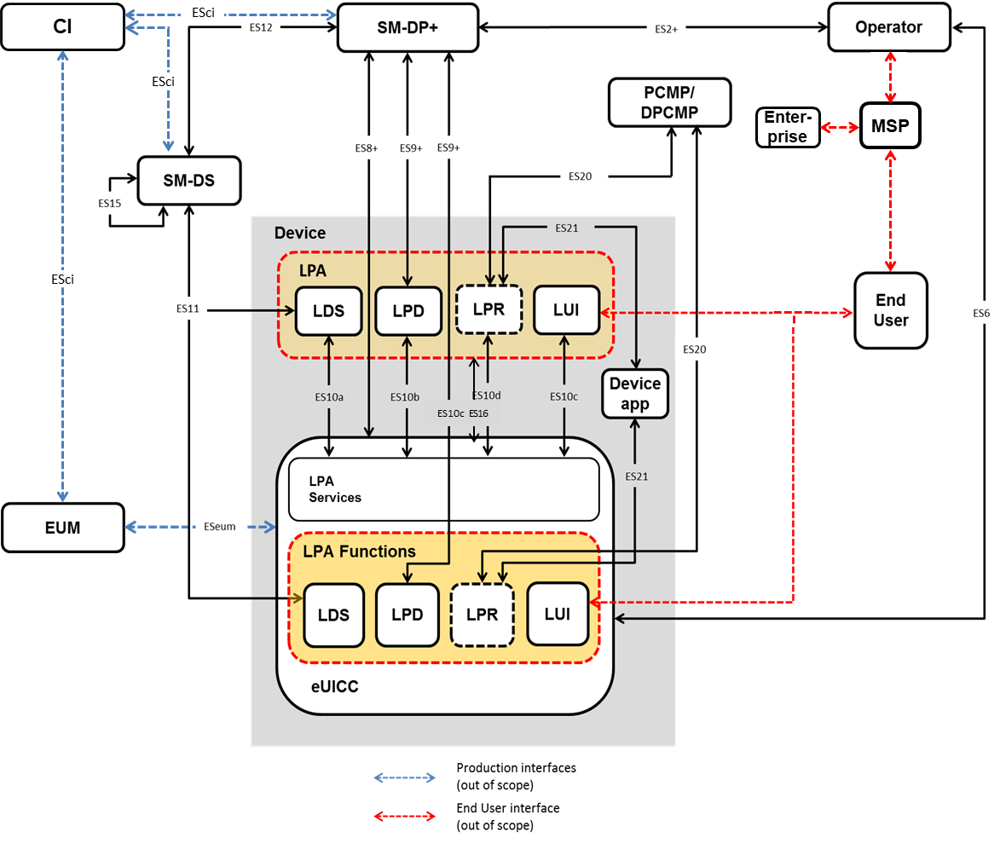 CI
ESci
SM-DP+
ES12
ES2+
Operator
ESci
PCMP/
DPCMP
Enter-
prise
MSP
ES8+
ES9+
ES9+
SM-DS
ES20
ES15
Device
ES21
LPA
ESci
ES11
LDS
LPD
LPR
LUI
End
User
ES6
ES20
Device
app
ES10a
ES10b
ES10d
ES10c
ES10c
ES16
ES21
LPA
Services
EUM
ESeum
LPA Functions
LDS
LPD
LPR
LUI
eUICC
Production interfaces
(out of scope)
End User interface
(out of scope)